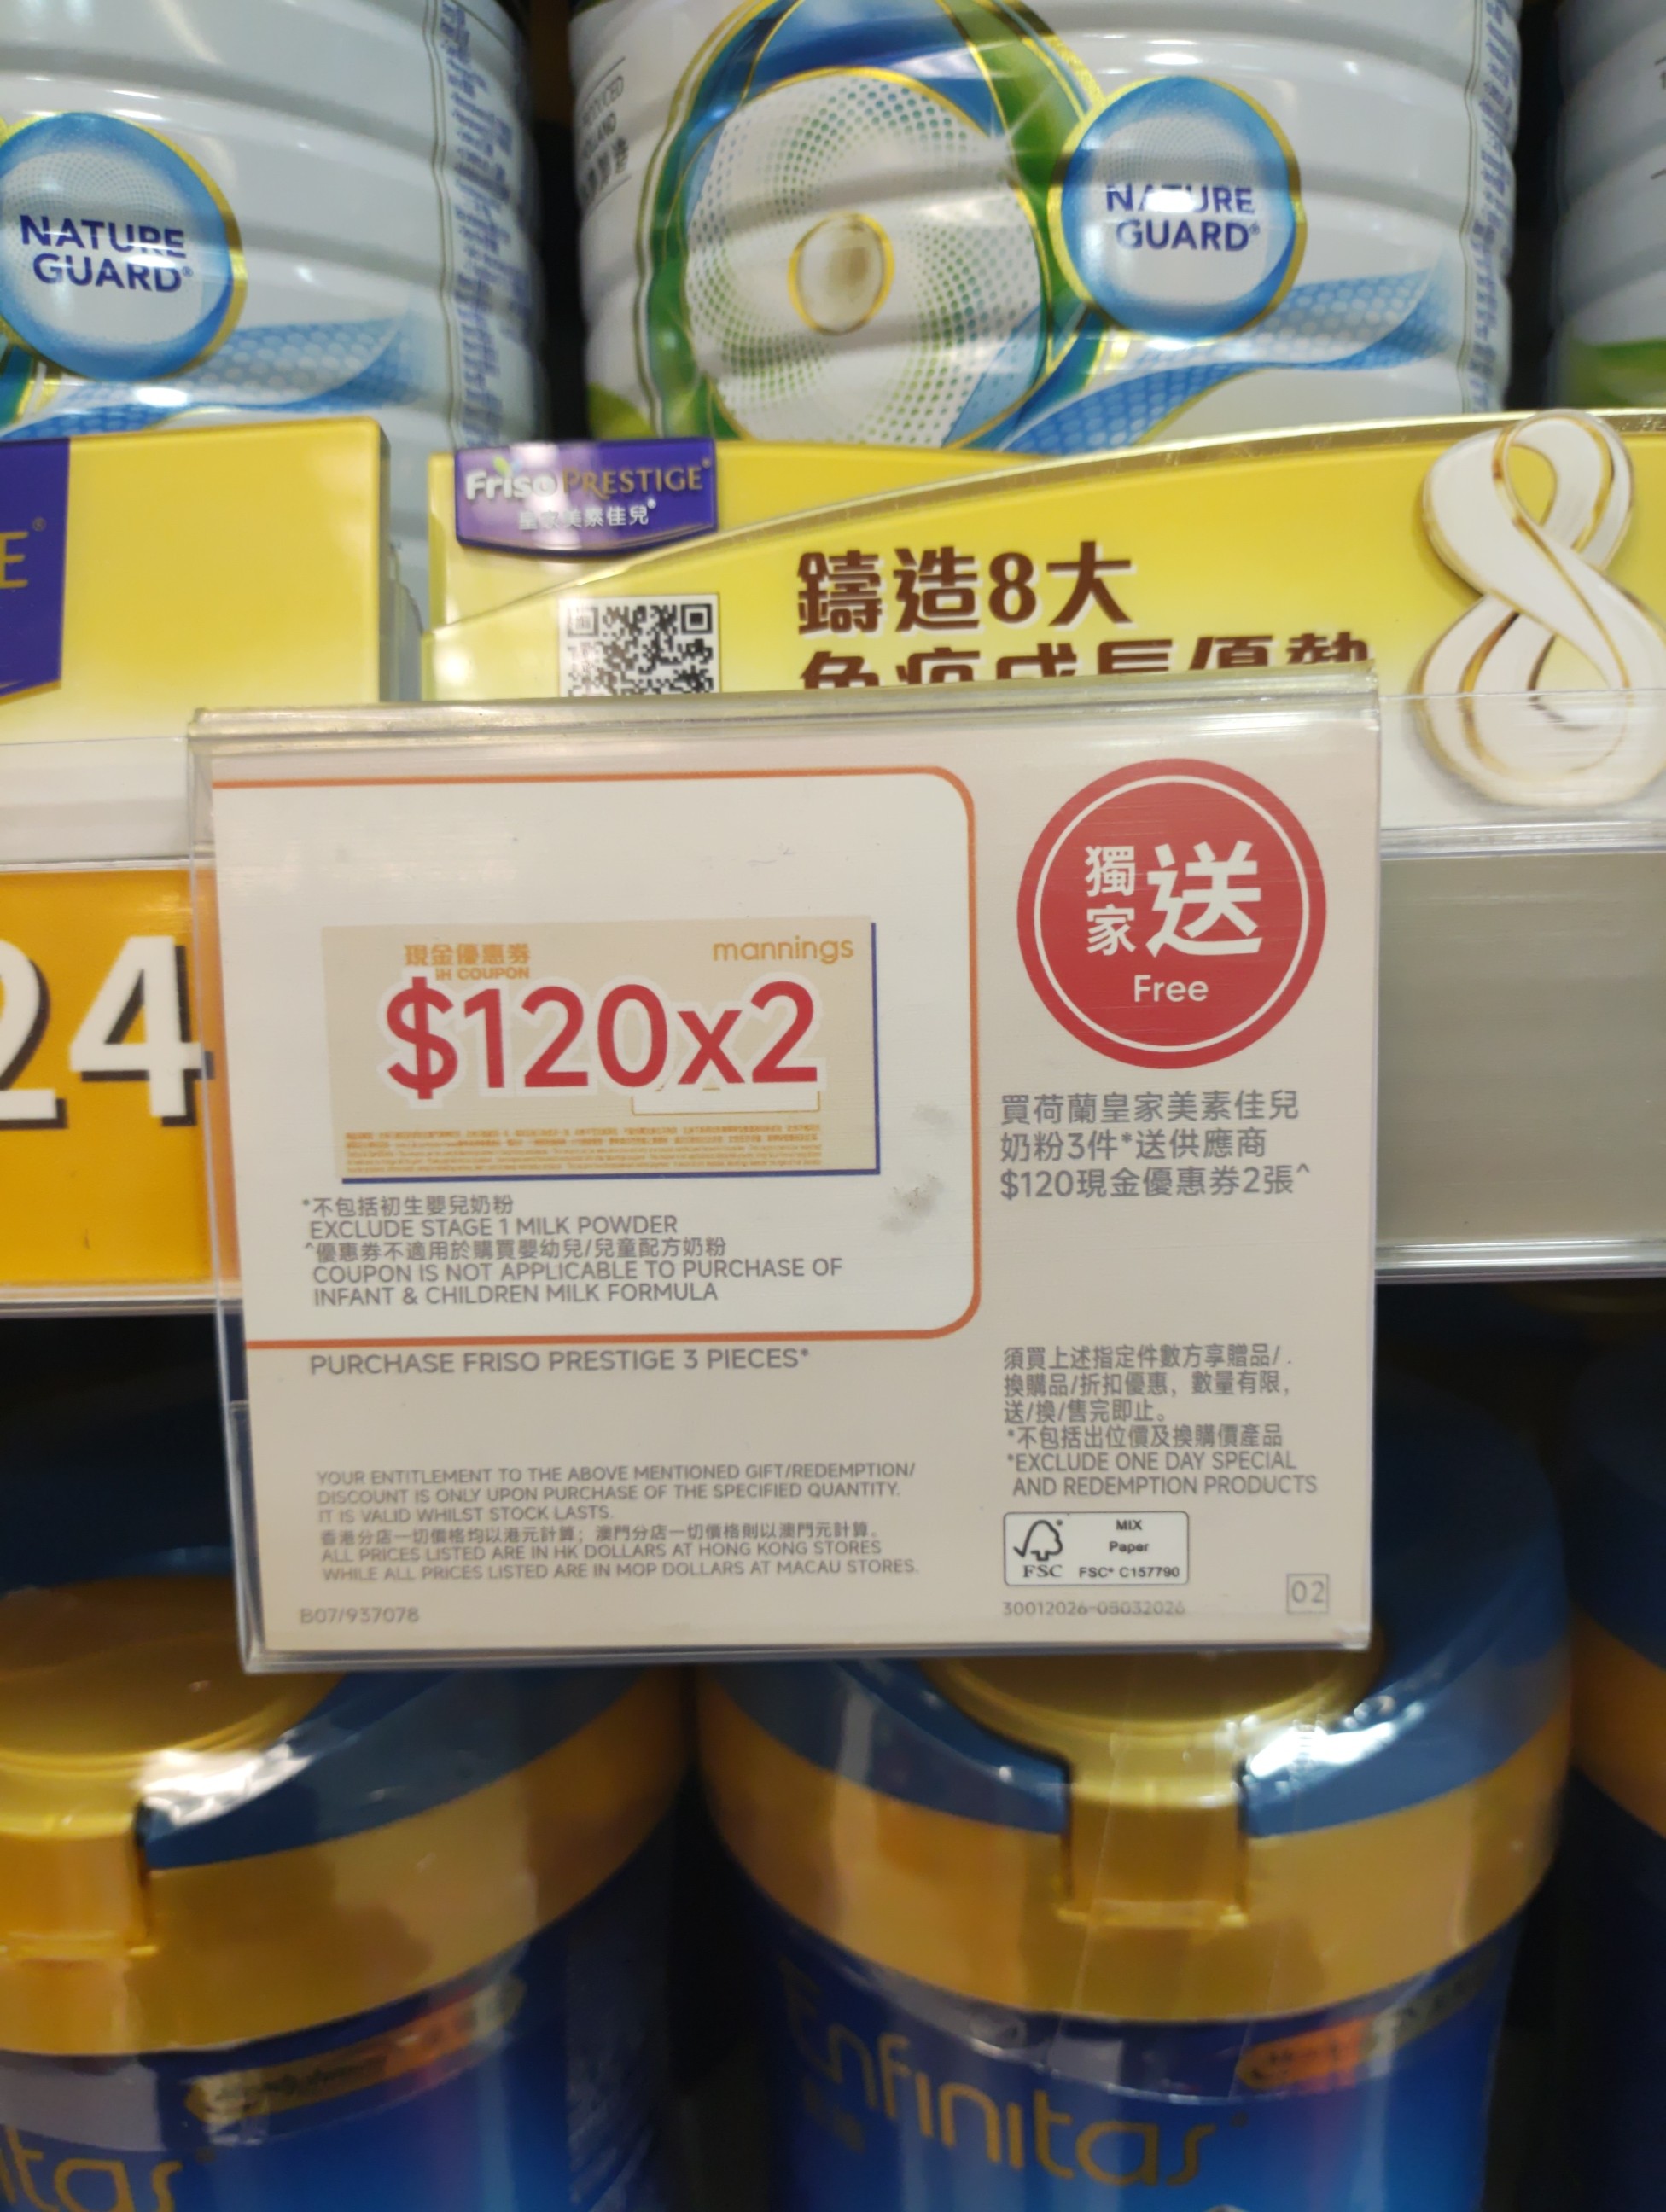 NATURE
GUARD®
NATURE
GUARD®
E®
Friso PRESTIGE®
皇家美素佳兒®
鑄造8大
免疫成長優勢
8
24
現金優惠券
mannings
IH COUPON
$120x2
獨家送
Free
買荷蘭皇家美素佳兒
奶粉3件*送供應商
$120現金優惠券2張^
*不包括初生嬰兒奶粉
EXCLUDE STAGE 1 MILK POWDER
^優惠券不適用於購買嬰幼兒/兒童配方奶粉
COUPON IS NOT APPLICABLE TO PURCHASE OF
INFANT & CHILDREN MILK FORMULA
PURCHASE FRISO PRESTIGE 3 PIECES*
須買上述指定件數方享贈品/
換購品/折扣優惠，數量有限，
送/換/售完即止。
*不包括出位價及換購價產品
*EXCLUDE ONE DAY SPECIAL
AND REDEMPTION PRODUCTS
YOUR ENTITLEMENT TO THE ABOVE MENTIONED GIFT/REDEMPTION/
DISCOUNT IS ONLY UPON PURCHASE OF THE SPECIFIED QUANTITY.
IT IS VALID WHILST STOCK LASTS.
香港分店一切價格均以港元計算；澳門分店一切價格則以澳門元計算。
ALL PRICES LISTED ARE IN HK DOLLARS AT HONG KONG STORES
WHILE ALL PRICES LISTED ARE IN MOP DOLLARS AT MACAU STORES.
FSC
MIX
Paper
FSC® C157790
B07/937078
30012026-05032026
02
Enfinitas
itas